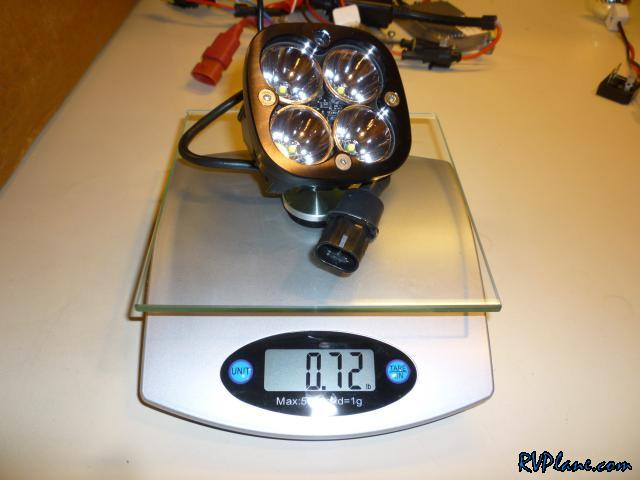 UNIT
0.72 lb
TARE
Max:5
d=1g
RVPlane.com